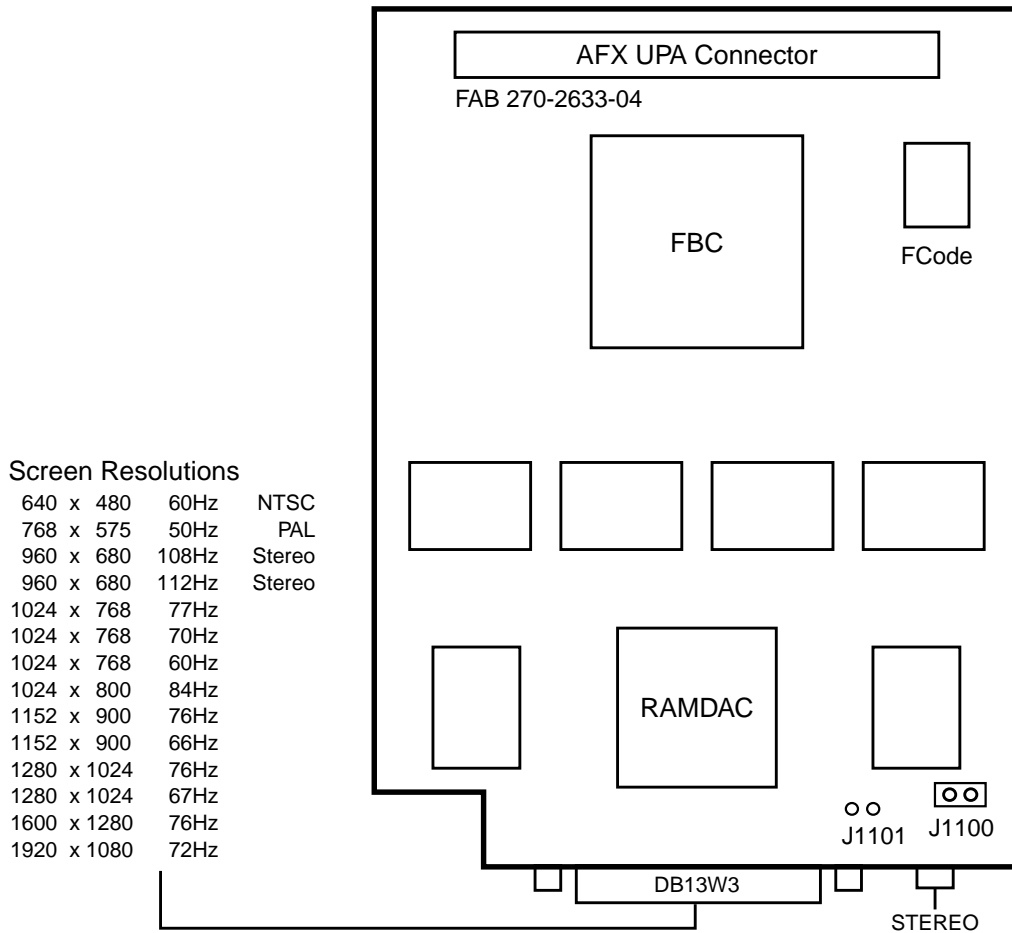 AFX UPA Connector
FAB 270-2633-04
FBC
FCode
Screen Resolutions
640 x 480 60Hz NTSC
768 x 575 50Hz PAL
960 x 680 108Hz Stereo
960 x 680 112Hz Stereo
1024 x 768 77Hz
1024 x 768 70Hz
1024 x 768 60Hz
1024 x 800 84Hz
1152 x 900 76Hz
1152 x 900 66Hz
1280 x 1024 76Hz
1280 x 1024 67Hz
1600 x 1280 76Hz
1920 x 1080 72Hz
RAMDAC
J1101
J1100
DB13W3
STEREO